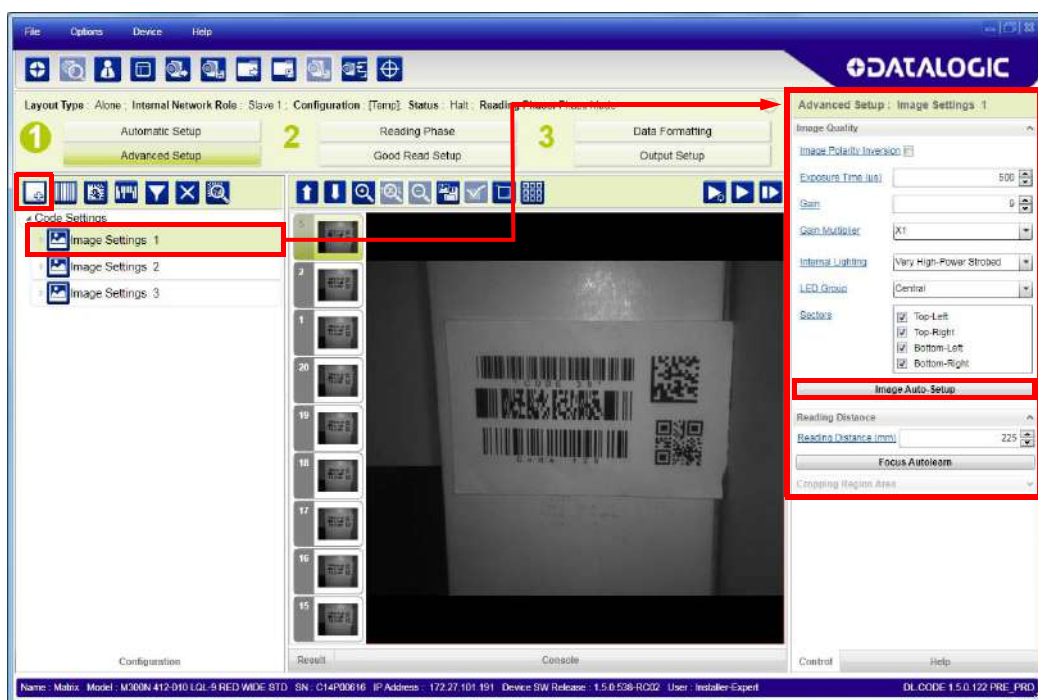 File Options Device Help
DATALOGIC
Layout Type : Alone : Internal Network Role : Slave 1 : Configuration : [Temp] Status : Halt : Reading
Advanced Setup : Image Settings 1
1 Automatic Setup 2 Reading Phase 3 Data Formatting
Advanced Setup Good Read Setup Output Setup
Image Quality
Image Polarity Inversion
Exposure Time (us) 500
Gain 9
Gain Multiplier X1
Internal Lighting Very High-Power Strobed
LED Group Central
Sectors Top-Left
Top-Right
Bottom-Left
Bottom-Right
Image Auto-Setup
Reading Distance
Reading Distance (mm) 225
Focus Autolearn
Cropping Region Area
Code Settings
Image Settings 1
Image Settings 2
Image Settings 3
5
2
1
20
19
18
17
16
15
CODE 39
Code 128
Configuration Result Console Control Help
Name : Matrix Model : M300N 412-010 LQL-9 RED WIDE STD SN : C14P00616 IP Address : 172.27.101.191 Device SW Release : 1.5.0.538-RC02 User : Installer-Expert DL.CODE 1.5.0.122 PRE_PRD